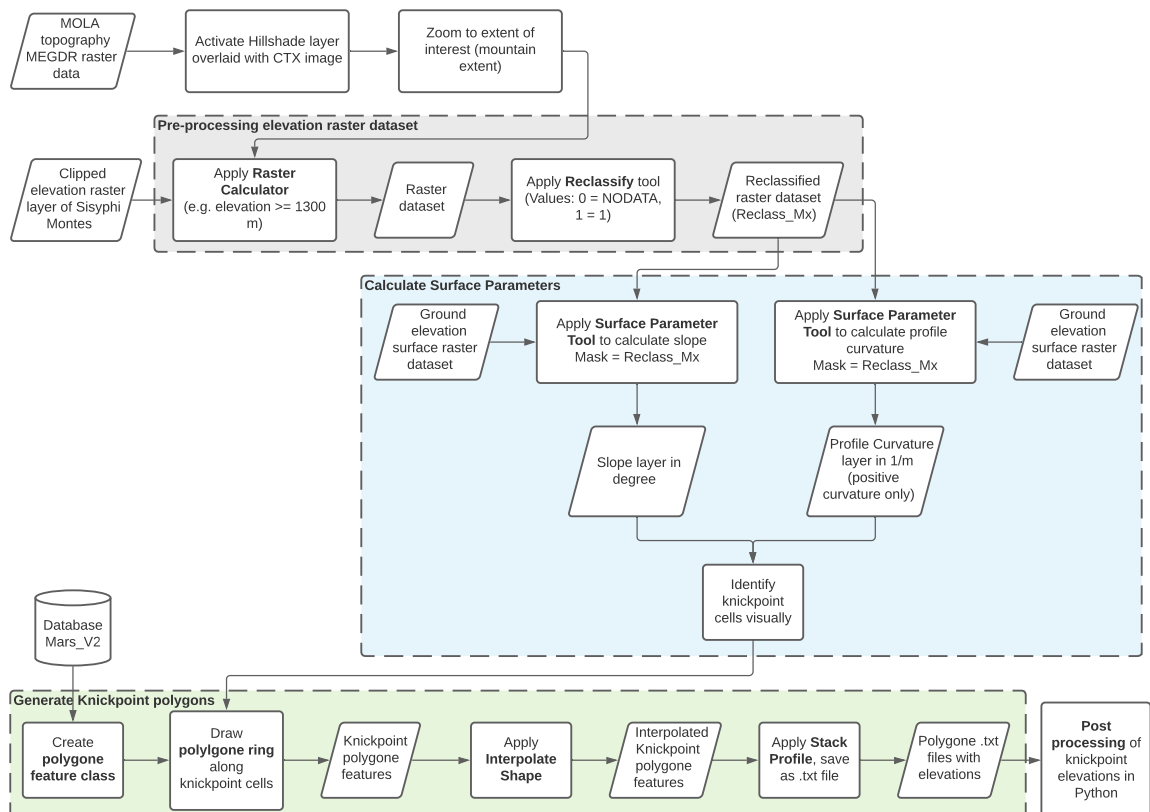 MOLA
topography
MEGDR raster
data
Activate Hillshade layer
overlaid with CTX image
Zoom to extent of
interest (mountain
extent)
Pre-processing elevation raster dataset
Clipped
elevation raster
layer of Sisyphi
Montes
Apply Raster
Calculator
(e.g. elevation >= 1300
m)
Raster
dataset
Apply Reclassify tool
(Values: 0 = NODATA,
1 = 1)
Reclassified
raster dataset
(Reclass_Mx)
Calculate Surface Parameters
Ground
elevation
surface raster
dataset
Apply Surface Parameter
Tool to calculate slope
Mask = Reclass_Mx
Apply Surface Parameter
Tool to calculate profile
curvature
Mask = Reclass_Mx
Ground
elevation
surface raster
dataset
Slope layer in
degree
Profile Curvature
layer in 1/m
(positive
curvature only)
Identify
knickpoint
cells visually
Database
Mars_V2
Generate Knickpoint polygons
Create
polygone
feature class
Draw
polylgone ring
along
knickpoint cells
Knickpoint
polygone
features
Apply
Interpolate
Shape
Interpolated
Knickpoint
polygone
features
Apply Stack
Profile, save
as .txt file
Polygone .txt
files with
elevations
Post
processing of
knickpoint
elevations in
Python